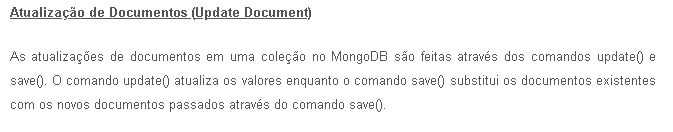 Atualização de Documentos (Update Document)
As atualizações de documentos em uma coleção no MongoDB são feitas através dos comandos update() e
save(). O comando update() atualiza os valores enquanto o comando save() substitui os documentos existentes
com os novos documentos passados através do comando save().